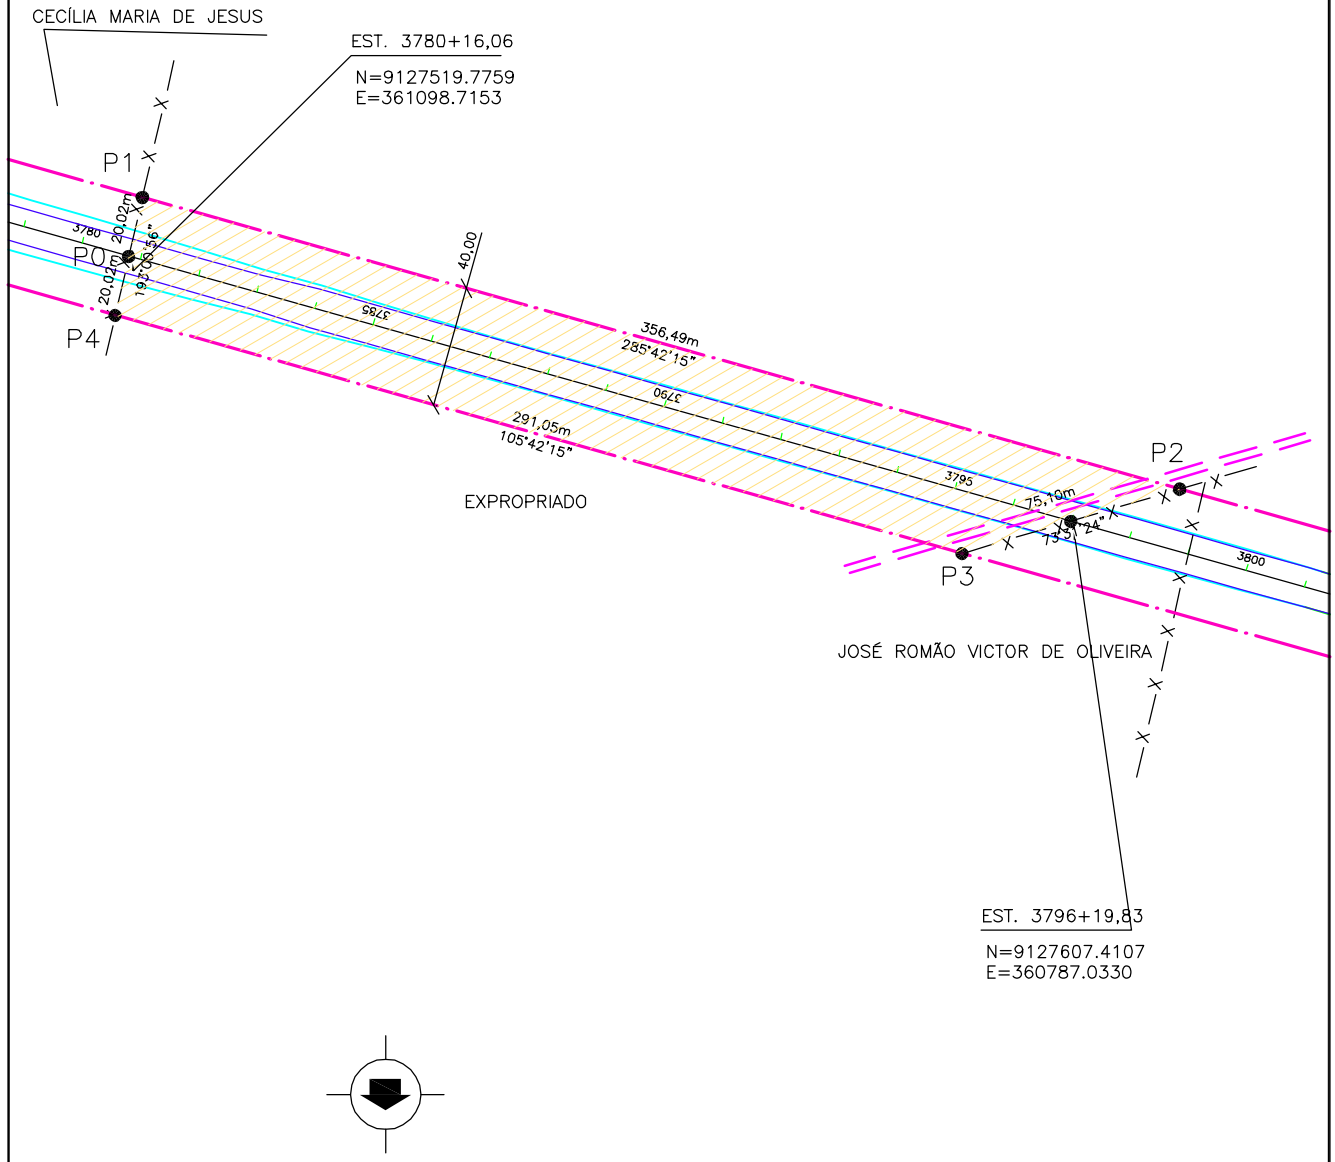 CECÍLIA MARIA DE JESUS
EST. 3780+16,06
N=9127519.7759
E=361098.7153
P1
20,02m
3780
P0
20,02m
P4
40,00
3785
356,49m
285°42'15"
3790
291,05m
105°42'15"
EXPROPRIADO
3795
P2
75,10m
P3
3800
JOSÉ ROMÃO VICTOR DE OLIVEIRA
EST. 3796+19,83
N=9127607.4107
E=360787.0330